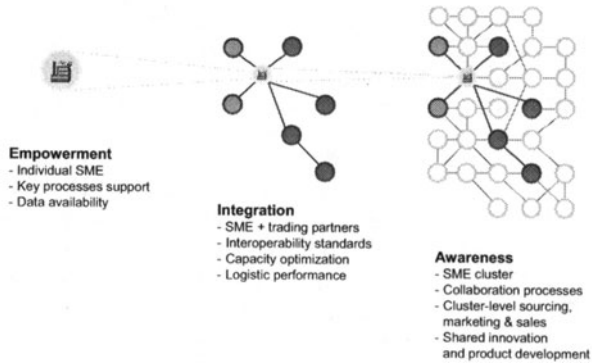 Empowerment
- Individual SME
- Key processes support
- Data availability
Integration
- SME + trading partners
- Interoperability standards
- Capacity optimization
- Logistic performance
Awareness
- SME cluster
- Collaboration processes
- Cluster-level sourcing,
marketing & sales
- Shared innovation
and product development